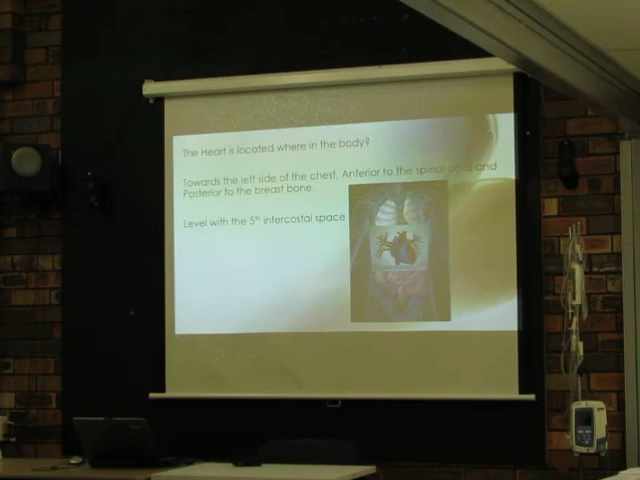 The Heart is located where in the body?
Towards the left side of the chest, Anterior to the spinal cord and
Posterior to the breast bone.
Level with the 5th intercostal space